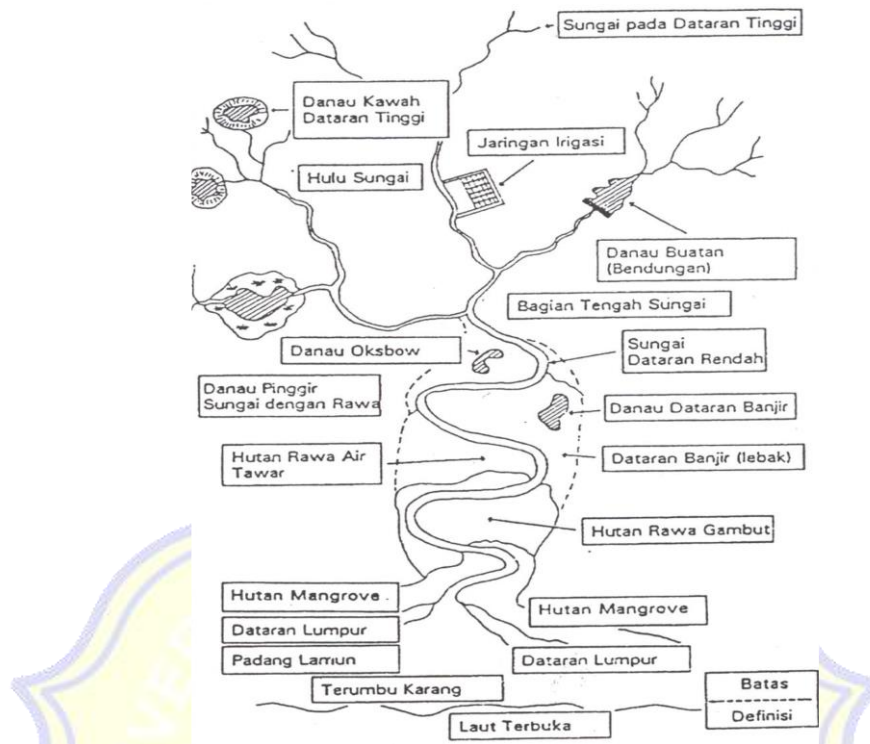 Sungai pada Dataran Tinggi
Danau Kawah
Dataran Tinggi
Jaringan Irigasi
Hulu Sungai
Danau Buatan
(Bendungan)
Bagian Tengah Sungai
Danau Oksbow
Sungai
Dataran Rendah
Danau Pinggir
Sungai dengan Rawa
Danau Dataran Banjir
Hutan Rawa Air
Tawar
Dataran Banjir (lebak)
Hutan Rawa Gambut
Hutan Mangrove
Hutan Mangrove
Dataran Lumpur
Padang Lamun
Dataran Lumpur
Terumbu Karang
Batas
Definisi
Laut Terbuka